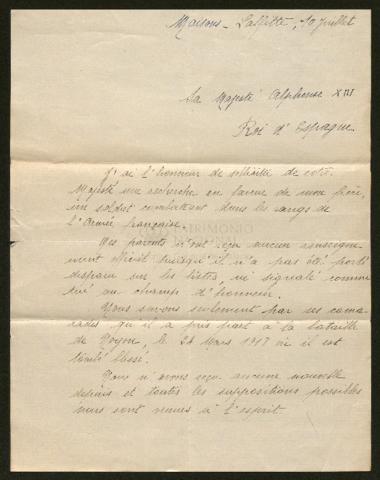 Maisons-Laffitte, 10 Juillet
Sa Majesté Alphonse XIII
Roi d'Espagne
J'ai l'honneur de solliciter de votre
Majesté une recherche en faveur de mon frère,
un soldat combattant dans les rangs de
l'Armée française.
Mes parents n'ont reçu aucun renseigne
ment officiel puisqu'il n'a pas été porté
disparu sur les listes, ni signalé comme
tué au champ d'honneur.
Nous savons seulement par ses cama
rades qu'il a pris part à la bataille
de Noyon, le 24 Mars 1917 où il est
tombé blessé.
Nous n'avons reçu aucune nouvelle
depuis et toutes les suppositions possibles
nous sont venues à l'esprit.
PATRIMONIO